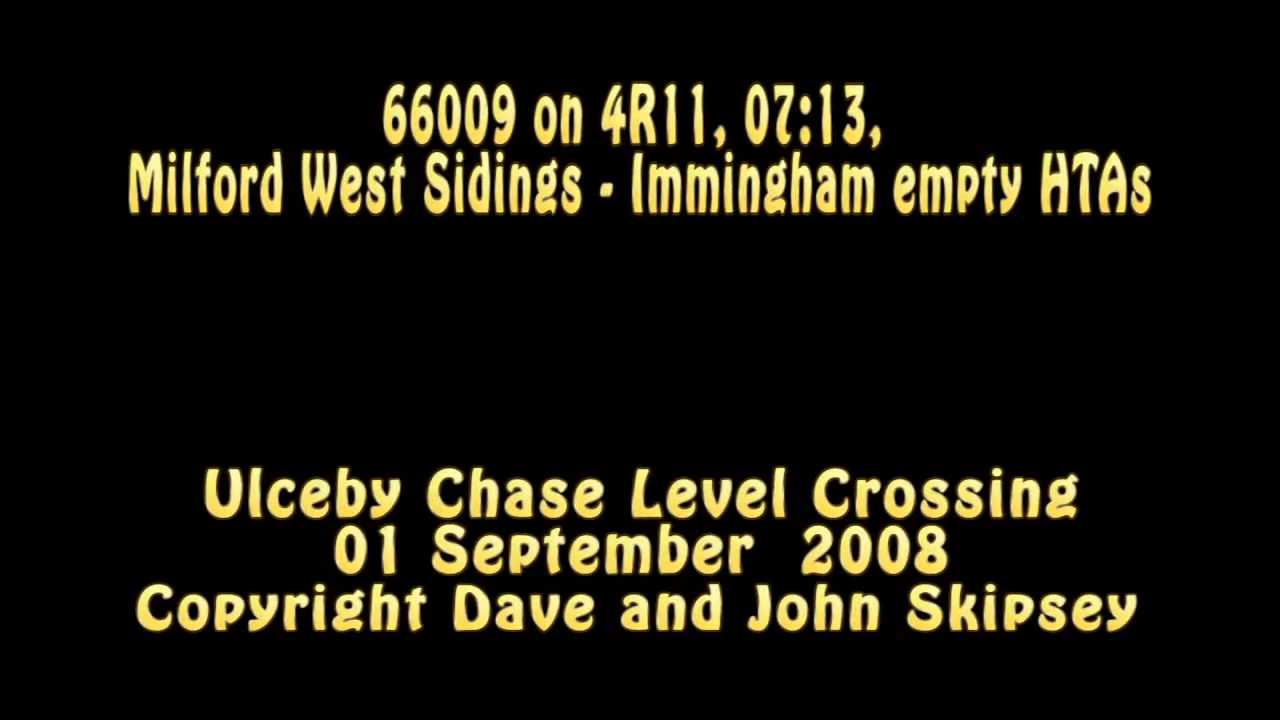 66009 on 4R11, 07:13,
Milford West Sidings - Immingham empty HTAs
Ulceby Chase Level Crossing
01 September 2008
Copyright Dave and John Skipsey